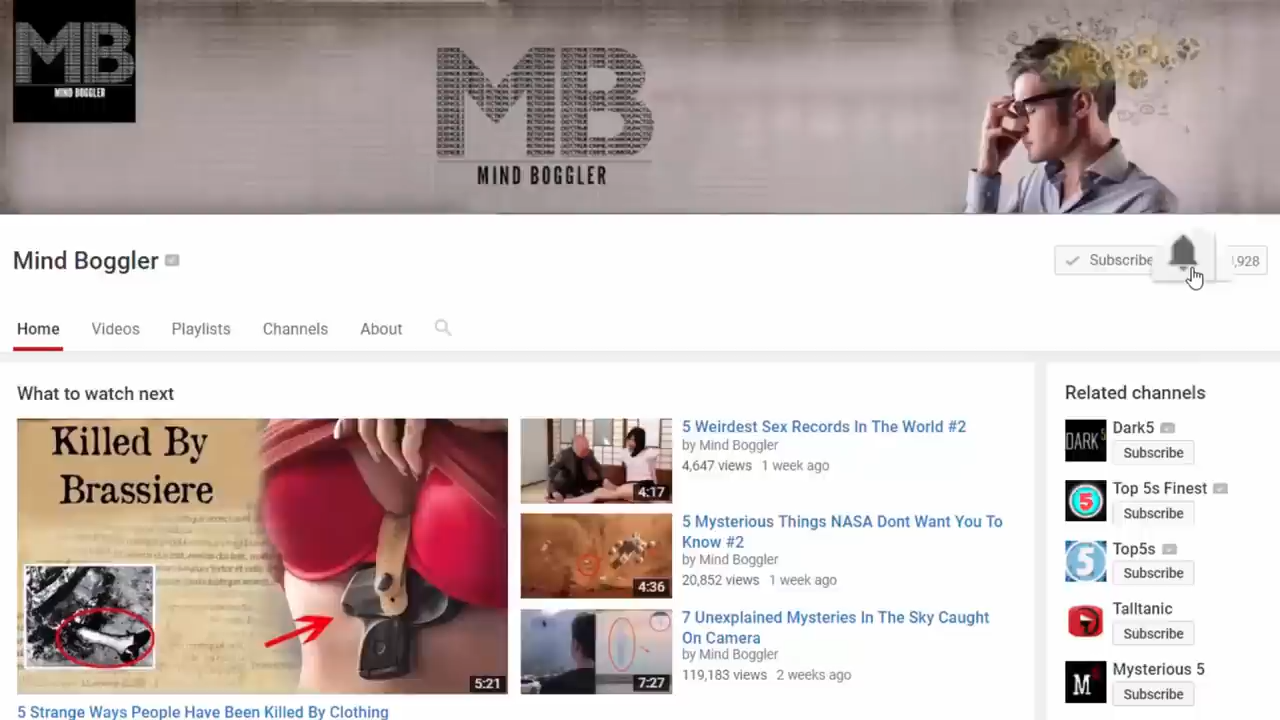 MB
MIND BOGGLER
MB
MIND BOGGLER
Mind Boggler
Subscribe
,928
Home
Videos
Playlists
Channels
About
What to watch next
Killed By
Brassiere
5:21
5 Strange Ways People Have Been Killed By Clothing
4:17
5 Weirdest Sex Records In The World #2
by Mind Boggler
4,647 views 1 week ago
4:36
5 Mysterious Things NASA Dont Want You To
Know #2
by Mind Boggler
20,852 views 1 week ago
7:27
7 Unexplained Mysteries In The Sky Caught
On Camera
by Mind Boggler
119,183 views 2 weeks ago
Related channels
DARK5
Dark5
Subscribe
5
Top 5s Finest
Subscribe
5
Top5s
Subscribe
Talltanic
Subscribe
M
Mysterious 5
Subscribe